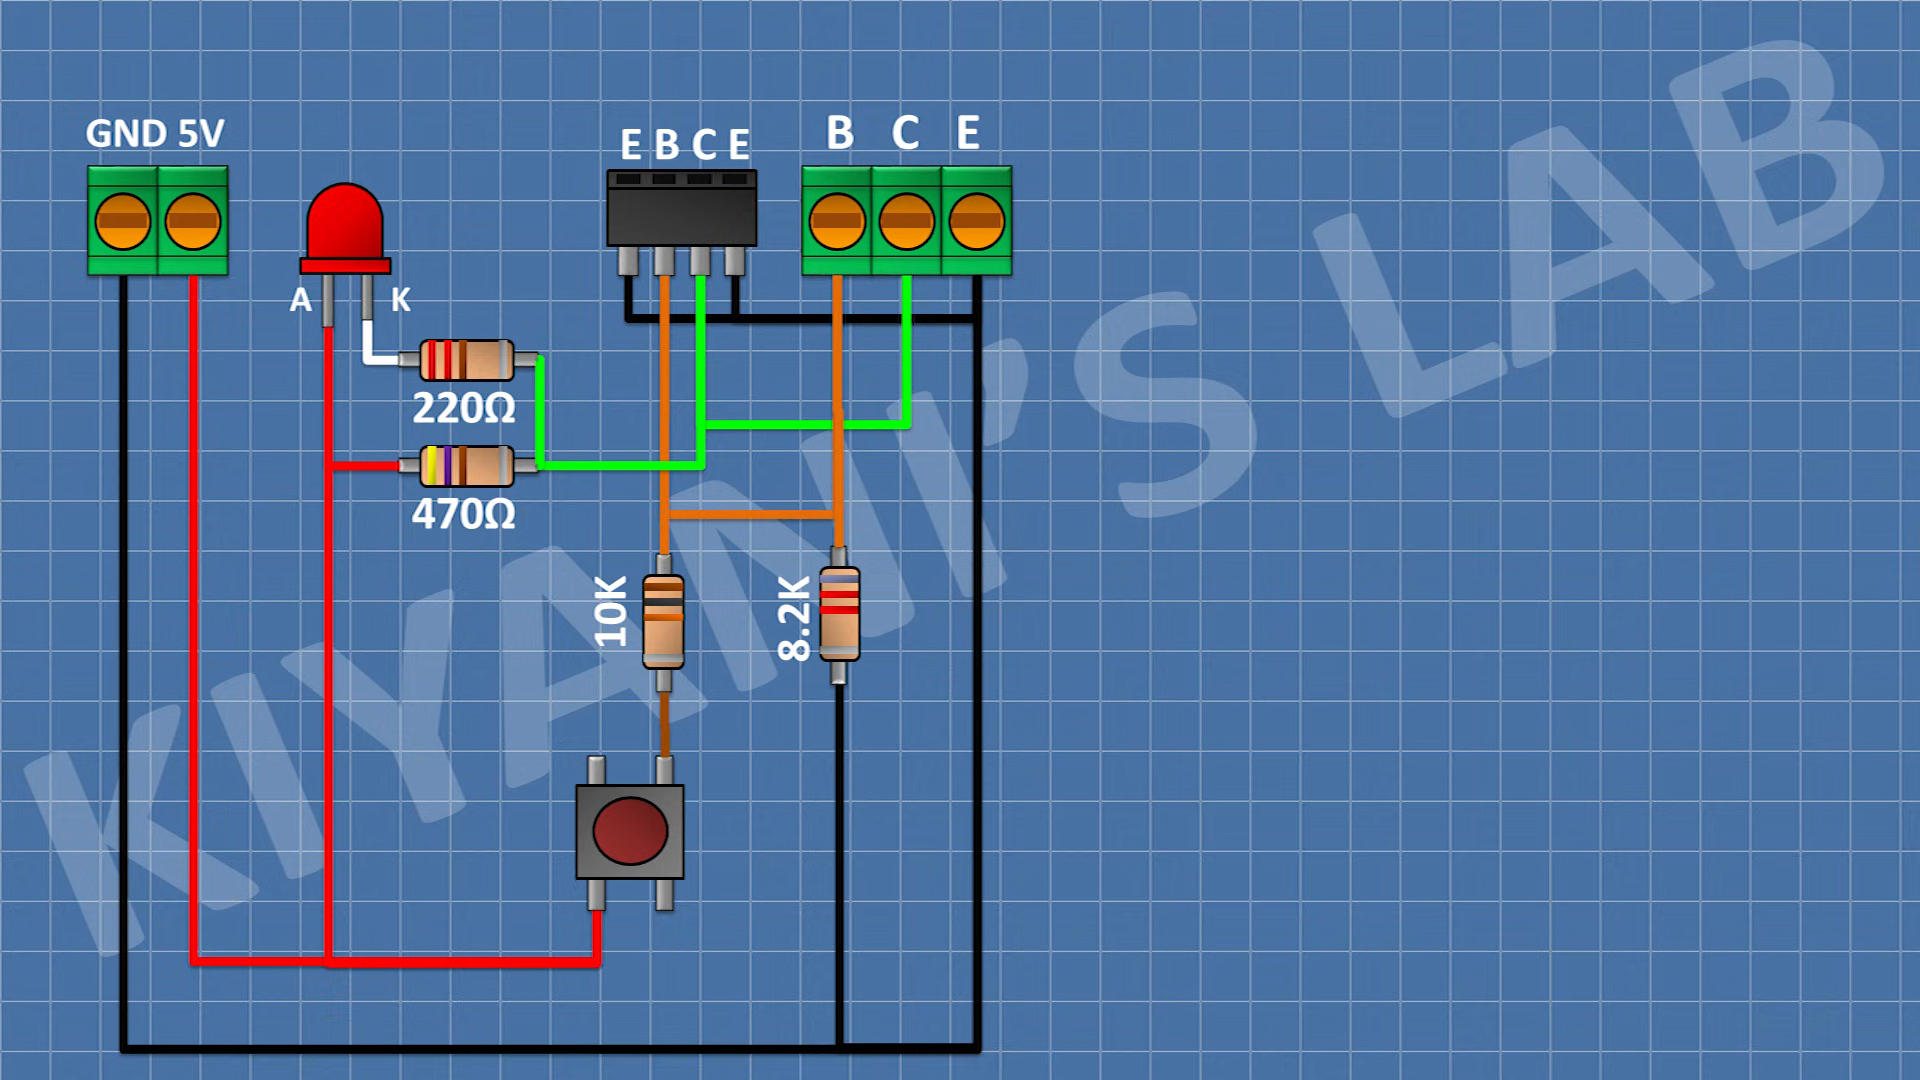 GND 5V
E B C E
B C E
A
K
220Ω
470Ω
10K
8.2K
KIYANI'S LAB